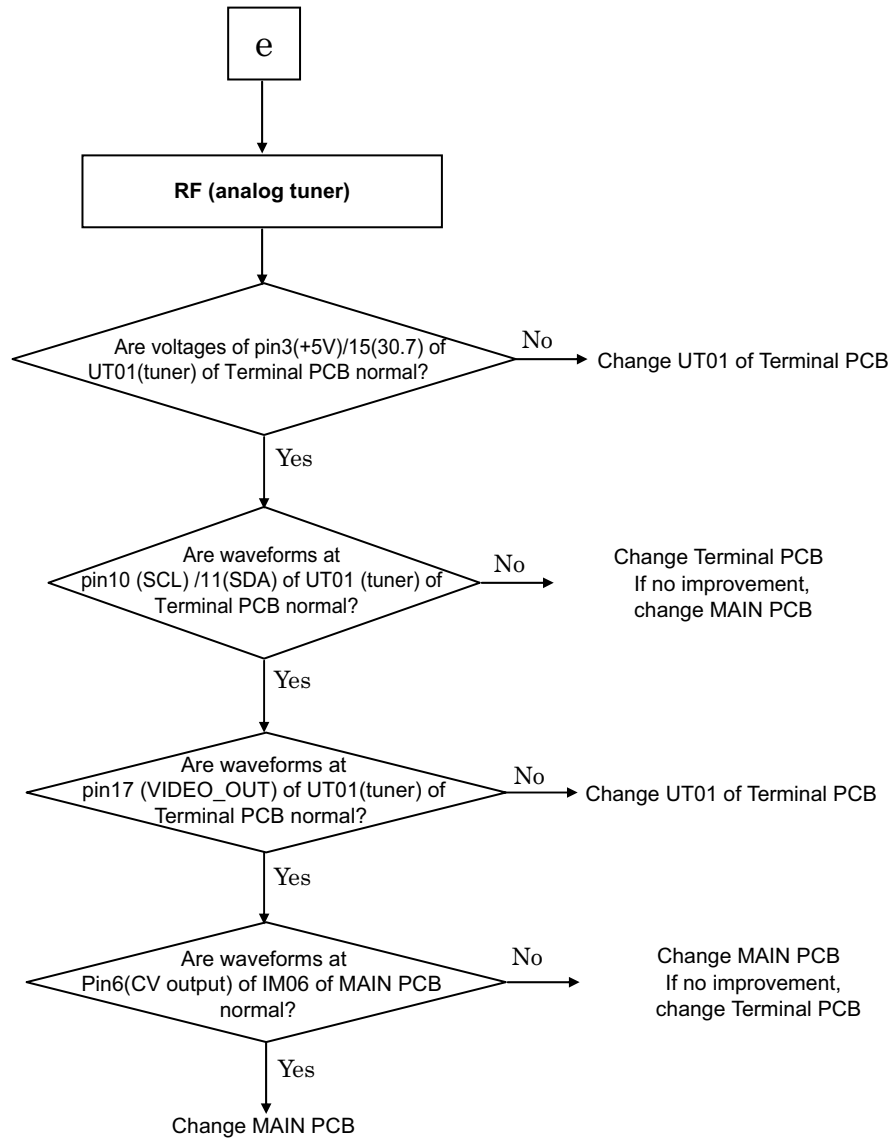 e
RF (analog tuner)
Are voltages of pin3(+5V)/15(30.7) of
UT01(tuner) of Terminal PCB normal?
No
Change UT01 of Terminal PCB
Yes
Are waveforms at
pin10 (SCL) /11(SDA) of UT01 (tuner) of
Terminal PCB normal?
No
Change Terminal PCB
If no improvement,
change MAIN PCB
Yes
Are waveforms at
pin17 (VIDEO_OUT) of UT01(tuner) of
Terminal PCB normal?
No
Change UT01 of Terminal PCB
Yes
Are waveforms at
Pin6(CV output) of IM06 of MAIN PCB
normal?
No
Change MAIN PCB
If no improvement,
change Terminal PCB
Yes
Change MAIN PCB